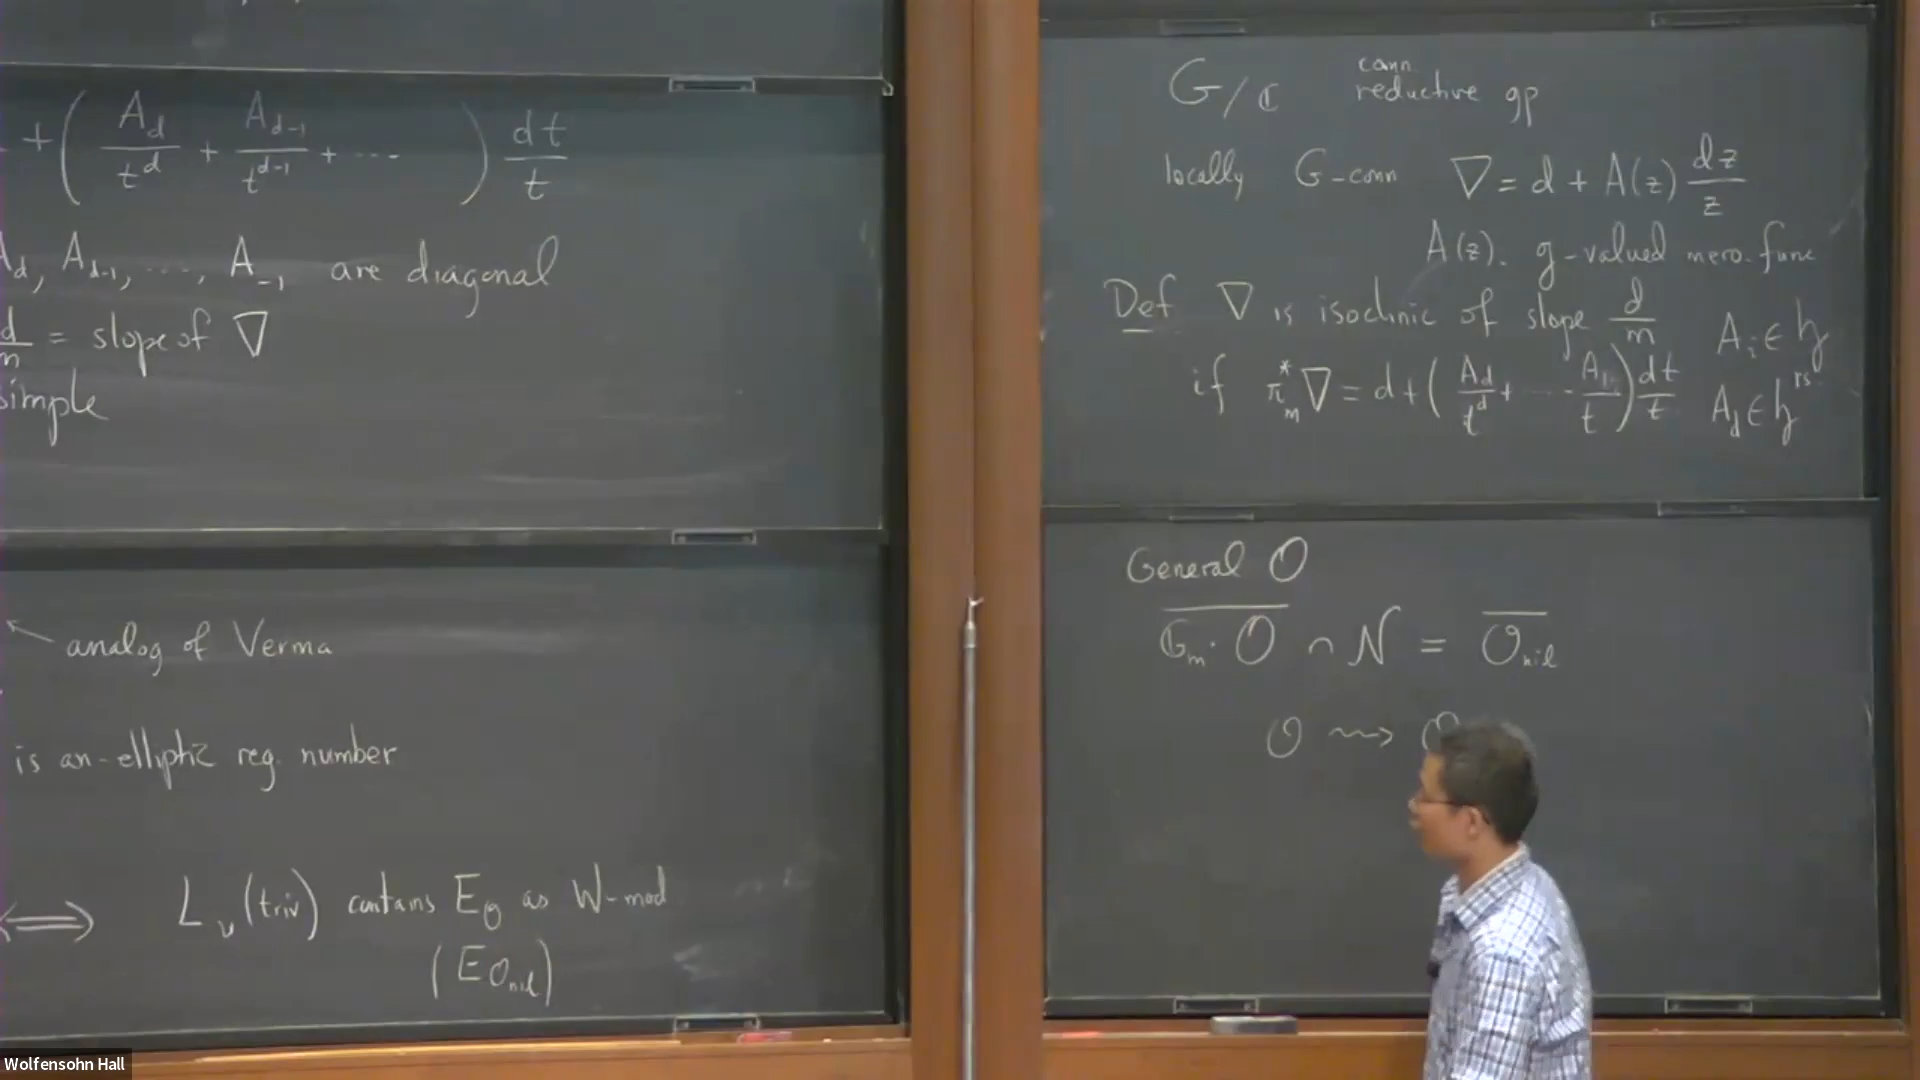 + ( A_d / t^d + A_{d-1} / t^{d-1} + ---- ) dt / t
A_d, A_{d-1}, ..., A_{-1} are diagonal
d/m = slope of ∇
simple
analog of Verma
is an elliptic reg. number
⟺ L_ν(triv) contains E_O as W-mod
(E_{O_nil})
G/ℂ conn reductive gp
locally G-conn ∇ = d + A(z) dz/z
A(z). g-valued mero. func
Def ∇ is isoclinic of slope d/m A_i ∈ 𝔥
if π_m^* ∇ = d + ( A_d / t^d + --- A_1 / t ) dt/t A_d ∈ 𝔥^{rs}
General O
\overline{G_m · O} ∩ N = \overline{O_nil}
O ⇝ O
Wolfensohn Hall